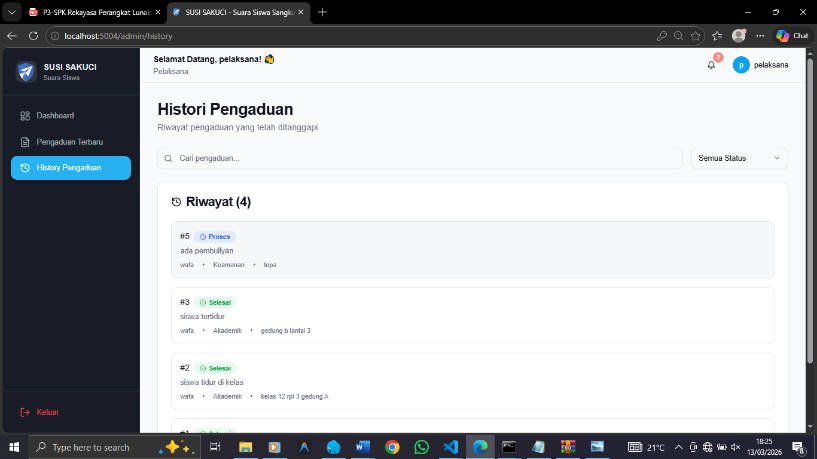 P3-SPK Rekayasa Perangkat Lunak
SUSI SAKUCI - Suara Siswa Sangku
localhost:5004/admin/history
Chat
SUSI SAKUCI
Suara Siswa
Selamat Datang, pelaksana!
Pelaksana
7
p
pelaksana
Dashboard
Pengaduan Terbaru
History Pengaduan
Keluar
Histori Pengaduan
Riwayat pengaduan yang telah ditanggapi
Cari pengaduan...
Semua Status
Riwayat (4)
#5 Proses
ada pembullyan
wafa • Keamanan • tepa
#3 Selesai
siswa tertidur
wafa • Akademik • gedung b lantai 3
#2 Selesai
siswa tidur di kelas
wafa • Akademik • kelas 12 rpl 3 gedung A
Type here to search
21°C
18:25
13/03/2026